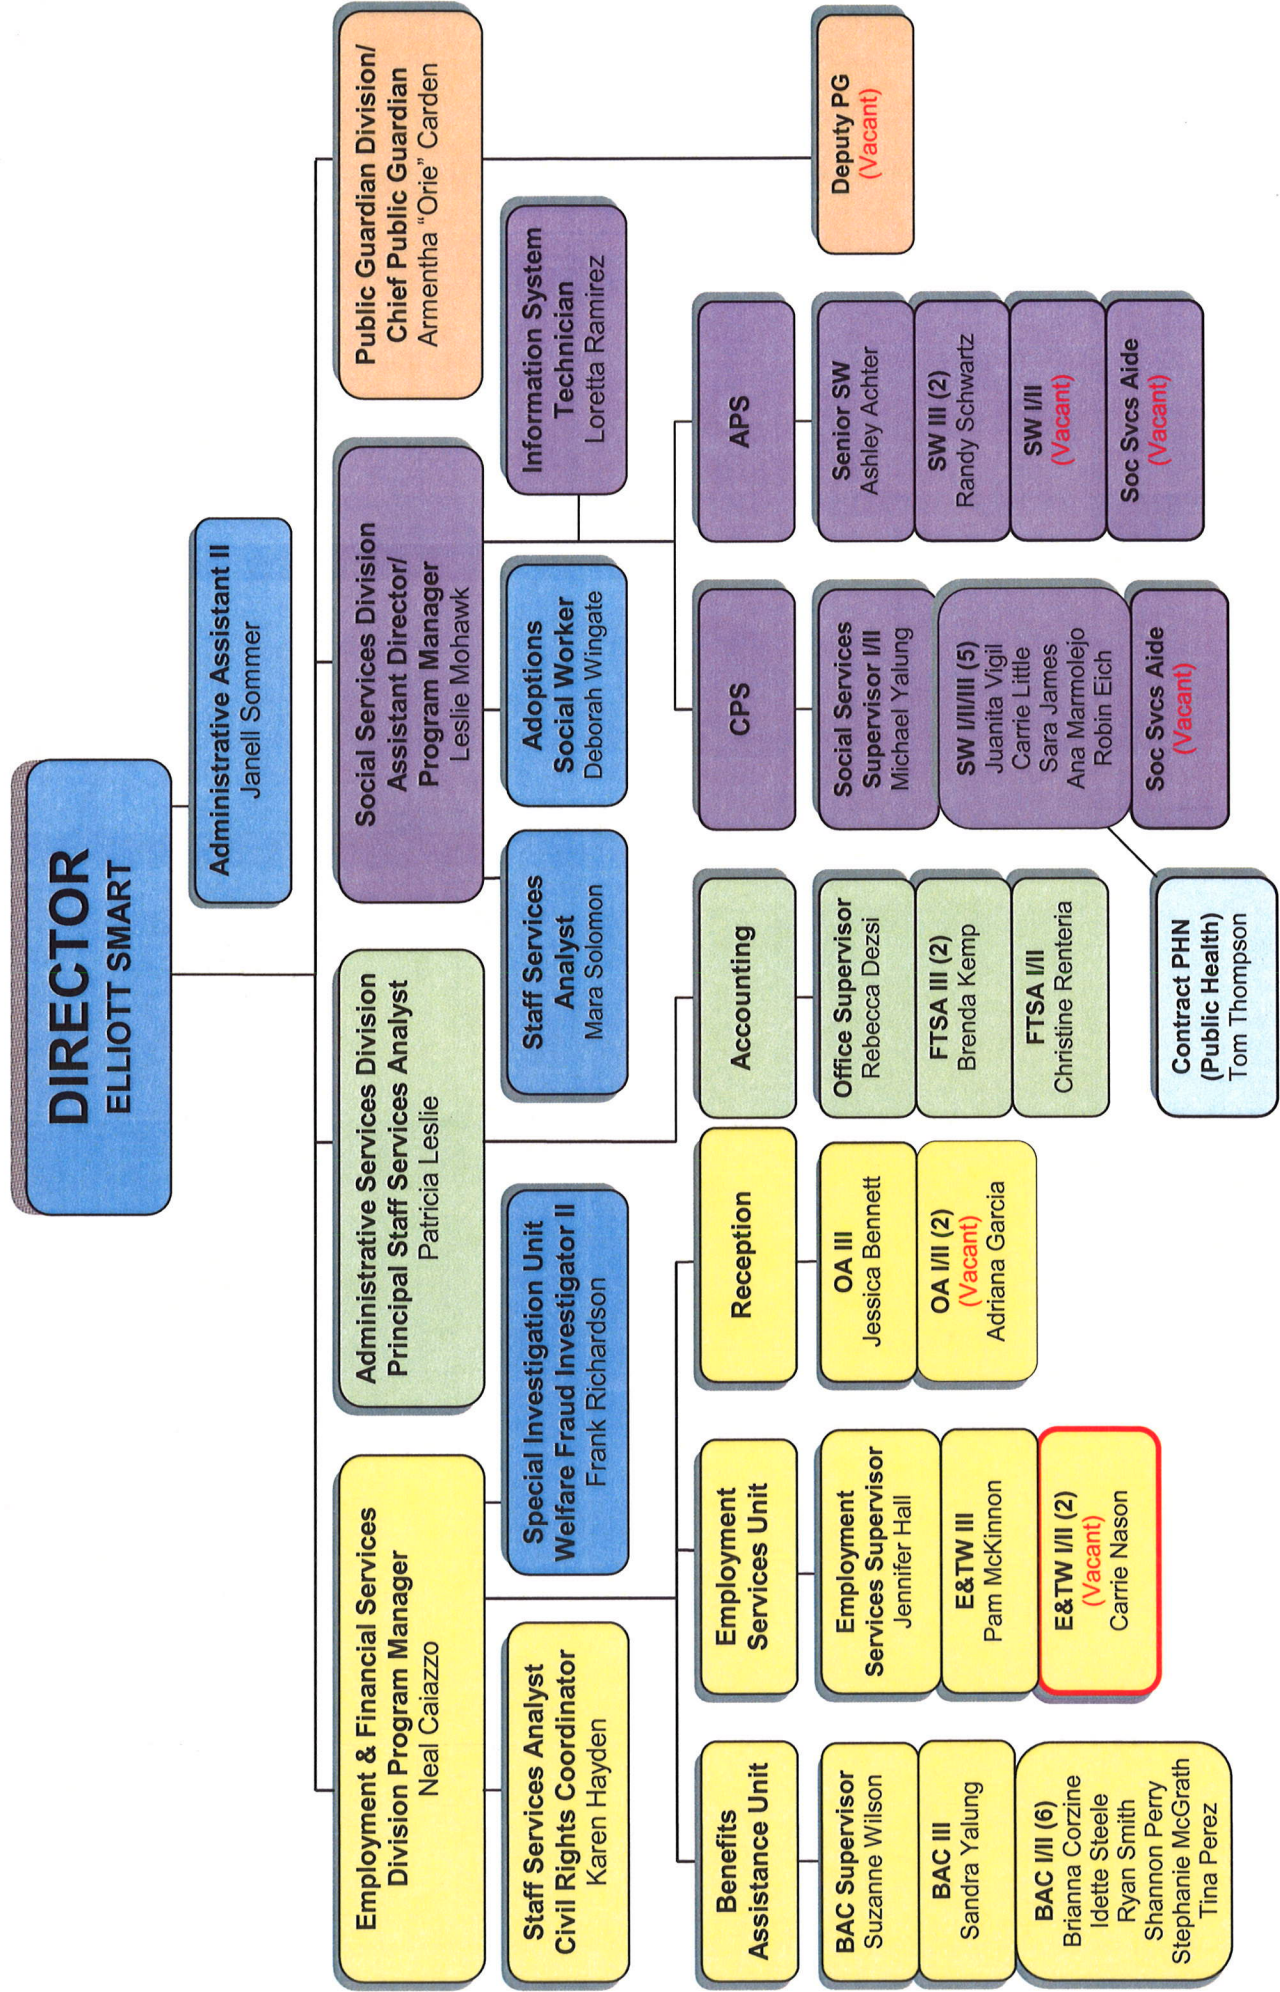 DIRECTOR
ELLIOTT SMART
Administrative Assistant II
Janell Sommer
Employment & Financial Services
Division Program Manager
Neal Caiazzo
Administrative Services Division
Principal Staff Services Analyst
Patricia Leslie
Social Services Division
Assistant Director/
Program Manager
Leslie Mohawk
Public Guardian Division/
Chief Public Guardian
Armentha "Orie" Carden
Staff Services Analyst
Civil Rights Coordinator
Karen Hayden
Special Investigation Unit
Welfare Fraud Investigator II
Frank Richardson
Staff Services
Analyst
Mara Solomon
Adoptions
Social Worker
Deborah Wingate
Information System
Technician
Loretta Ramirez
Benefits
Assistance Unit
BAC Supervisor
Suzanne Wilson
BAC III
Sandra Yalung
BAC I/II (6)
Brianna Corzine
Idette Steele
Ryan Smith
Shannon Perry
Stephanie McGrath
Tina Perez
Employment
Services Unit
Employment
Services Supervisor
Jennifer Hall
E&TW III
Pam McKinnon
E&TW I/II (2)
(Vacant)
Carrie Nason
Reception
OA III
Jessica Bennett
OA I/II (2)
(Vacant)
Adriana Garcia
Accounting
Office Supervisor
Rebecca Dezsi
FTSA III (2)
Brenda Kemp
FTSA I/II
Christine Renteria
Contract PHN
(Public Health)
Tom Thompson
CPS
Social Services
Supervisor I/II
Michael Yalung
SW I/II/III (5)
Juanita Vigil
Carrie Little
Sara James
Ana Marmolejo
Robin Eich
Soc Svcs Aide
(Vacant)
APS
Senior SW
Ashley Achter
SW III (2)
Randy Schwartz
SW I/II
(Vacant)
Soc Svcs Aide
(Vacant)
Deputy PG
(Vacant)